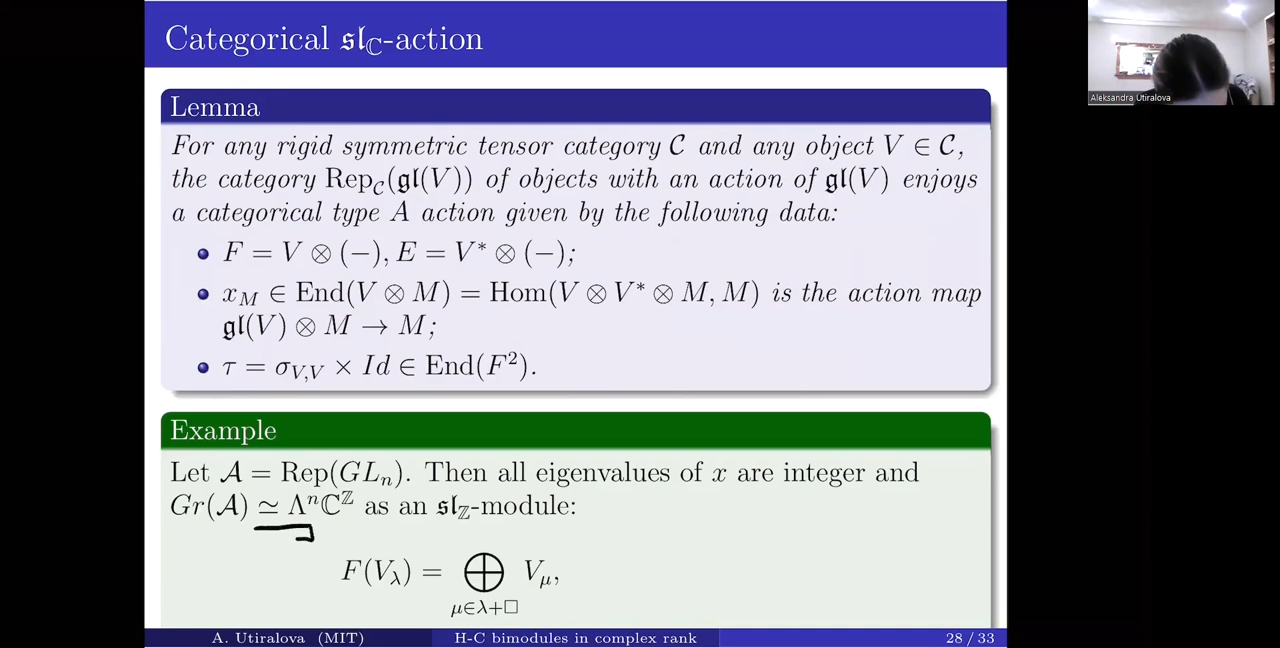 Categorical 𝔰𝔩_ℂ-action
Aleksandra Utiralova
Lemma
For any rigid symmetric tensor category 𝒞 and any object V ∈ 𝒞,
the category Rep_𝒞(𝔤𝔩(V)) of objects with an action of 𝔤𝔩(V) enjoys
a categorical type A action given by the following data:
F = V ⊗ (−), E = V* ⊗ (−);
x_M ∈ End(V ⊗ M) = Hom(V ⊗ V* ⊗ M, M) is the action map
𝔤𝔩(V) ⊗ M → M;
τ = σ_{V,V} × Id ∈ End(F²).
Example
Let 𝒜 = Rep(GL_n). Then all eigenvalues of x are integer and
Gr(𝒜) ≃ Λⁿℂ^ℤ as an 𝔰𝔩_ℤ-module:
F(V_λ) = ⊕_{μ∈λ+□} V_μ,
A. Utiralova (MIT) H-C bimodules in complex rank 28 / 33